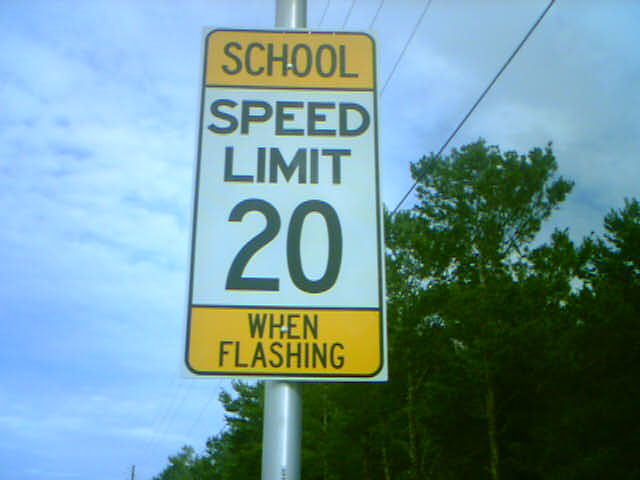 SCHOOL
SPEED
LIMIT
20
WHEN
FLASHING